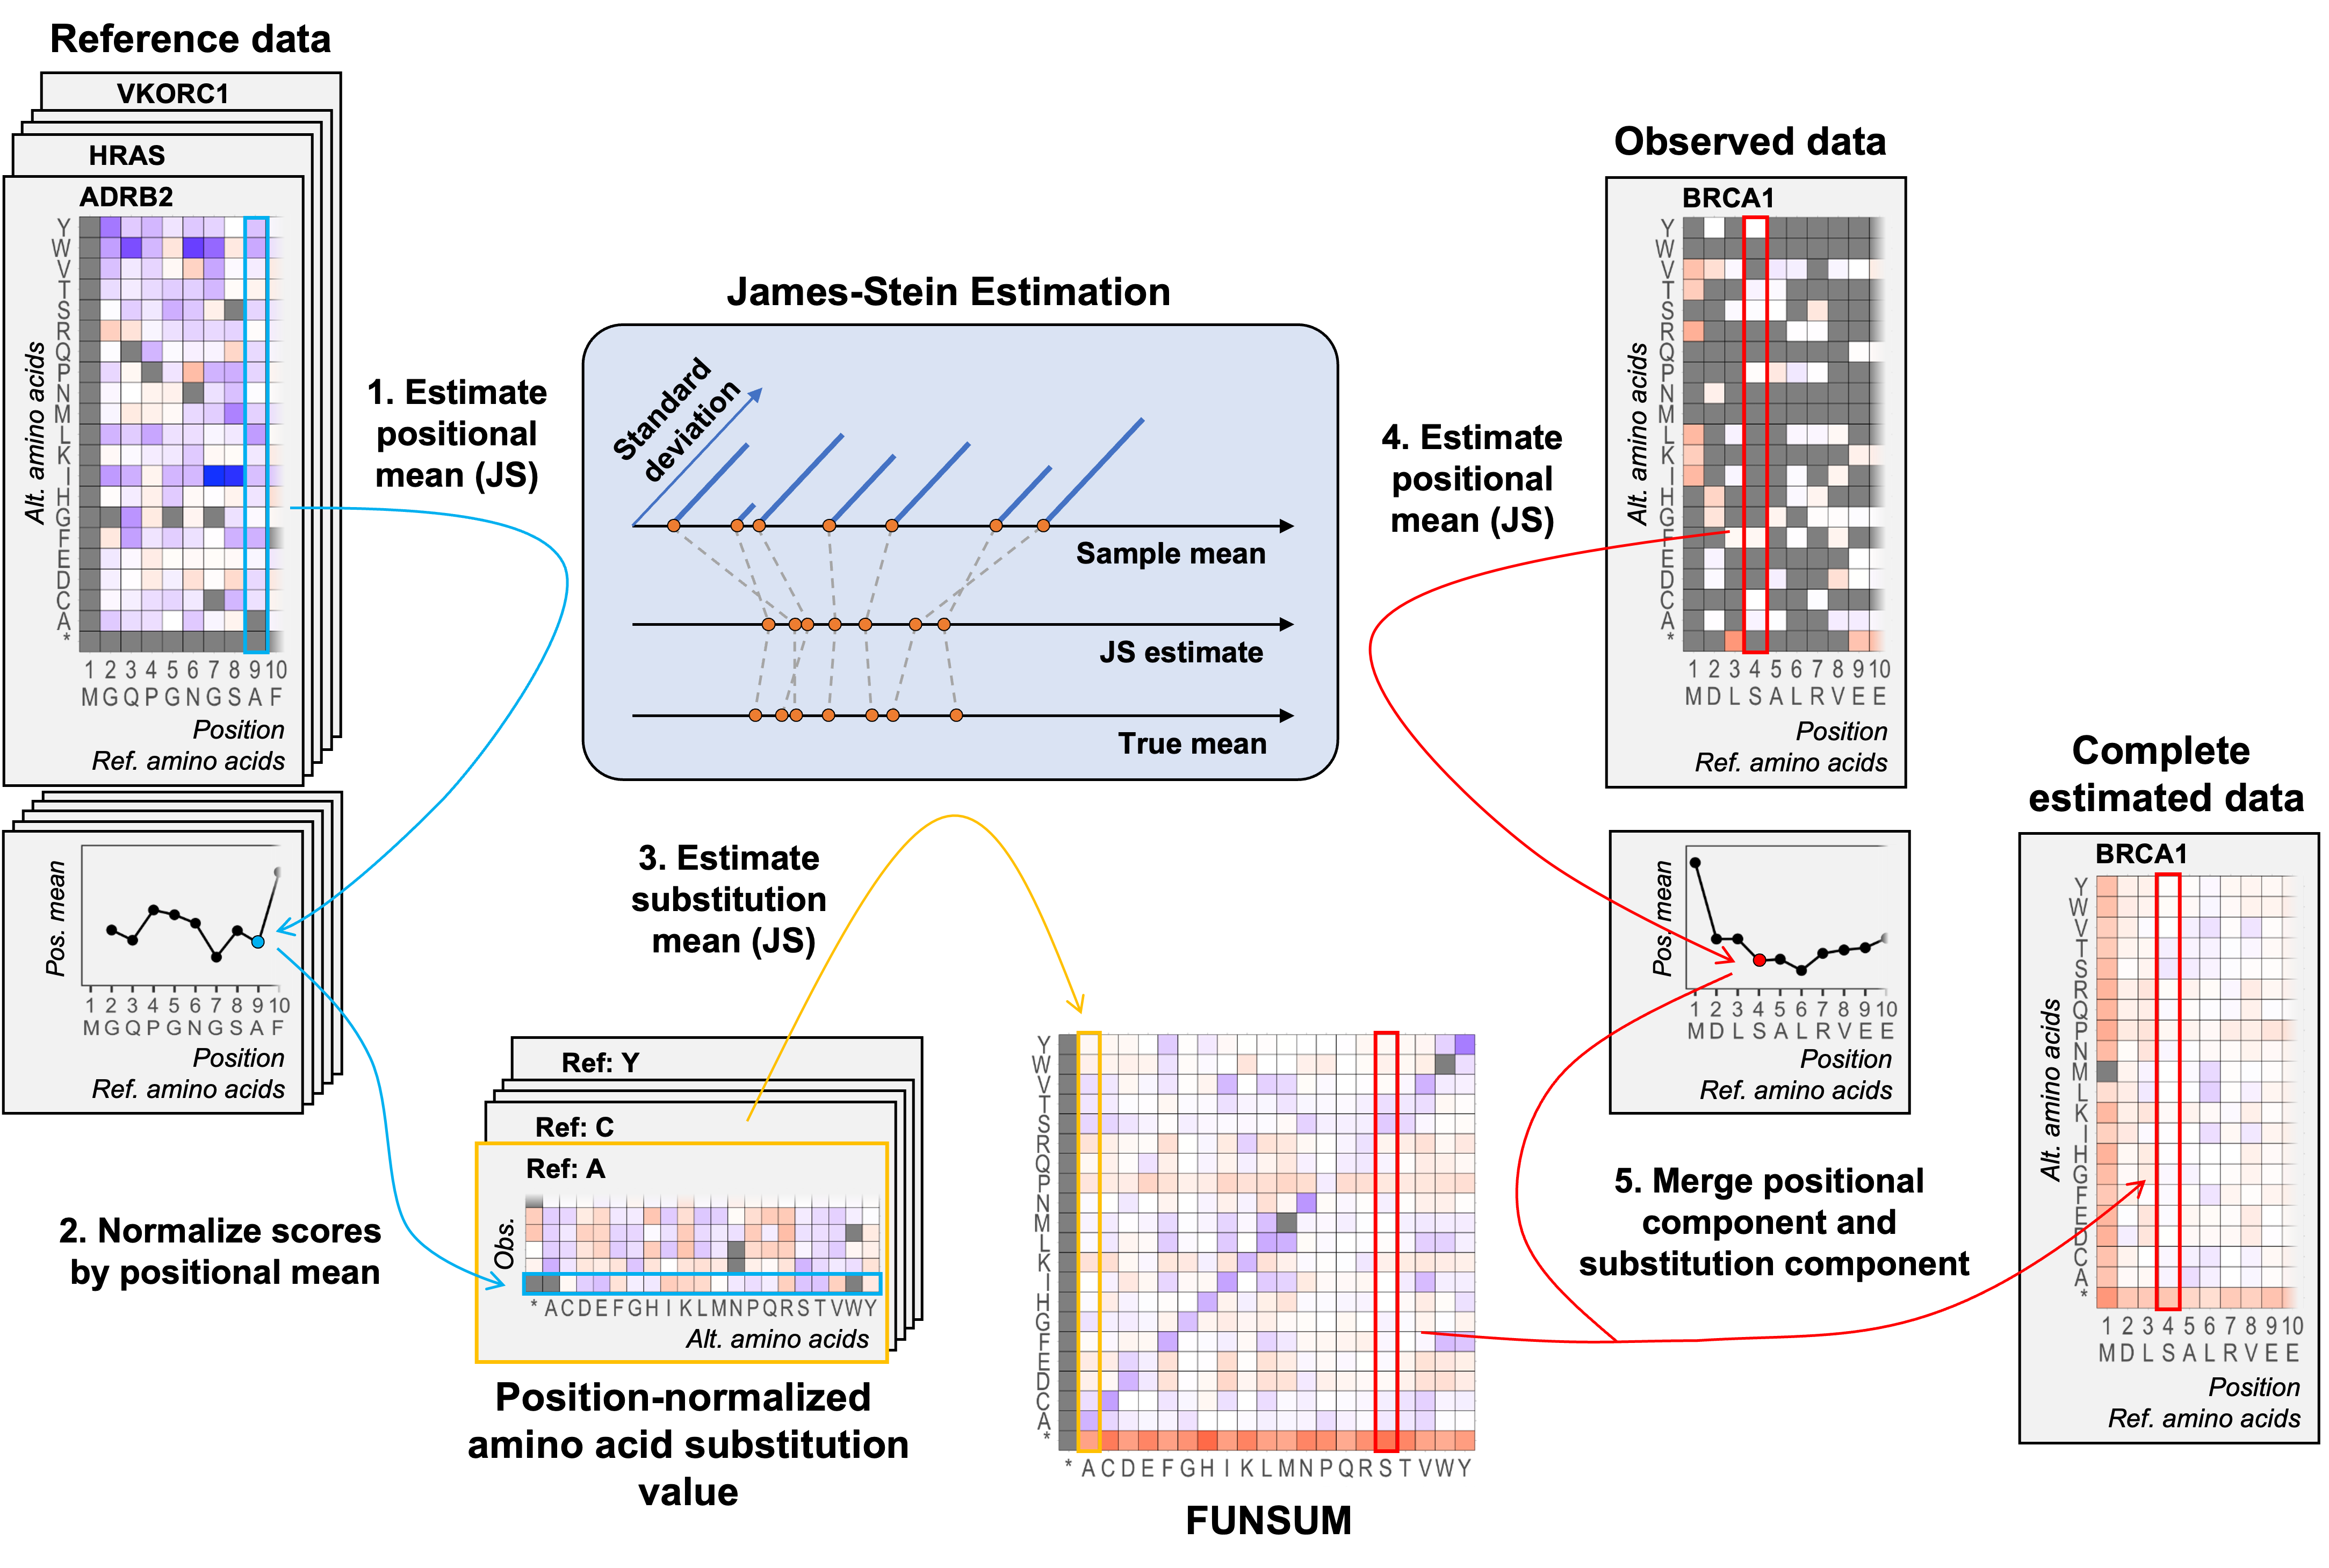 Reference data
VKORC1
HRAS
ADRB2
Alt. amino acids
Y
W
V
T
S
R
Q
P
N
M
L
K
I
H
G
F
E
D
C
A
*
1 2 3 4 5 6 7 8 9 10
M G Q P G N G S A F
Position
Ref. amino acids
1. Estimate
positional
mean (JS)
Pos. mean
1 2 3 4 5 6 7 8 9 10
M G Q P G N G S A F
Position
Ref. amino acids
2. Normalize scores
by positional mean
James-Stein Estimation
Standard
deviation
Sample mean
JS estimate
True mean
3. Estimate
substitution
mean (JS)
Ref: Y
Ref: C
Ref: A
Obs.
* A C D E F G H I K L M N P Q R S T V W Y
Alt. amino acids
Position-normalized
amino acid substitution
value
Y
W
V
T
S
R
Q
P
N
M
L
K
I
H
G
F
E
D
C
A
*
* A C D E F G H I K L M N P Q R S T V W Y
FUNSUM
4. Estimate
positional
mean (JS)
Observed data
BRCA1
Alt. amino acids
Y
W
V
T
S
R
Q
P
N
M
L
K
I
H
G
F
E
D
C
A
*
1 2 3 4 5 6 7 8 9 10
M D L S A L R V E E
Position
Ref. amino acids
Pos. mean
1 2 3 4 5 6 7 8 9 10
M D L S A L R V E E
Position
Ref. amino acids
5. Merge positional
component and
substitution component
Complete
estimated data
BRCA1
Alt. amino acids
Y
W
V
T
S
R
Q
P
N
M
L
K
I
H
G
F
E
D
C
A
*
1 2 3 4 5 6 7 8 9 10
M D L S A L R V E E
Position
Ref. amino acids